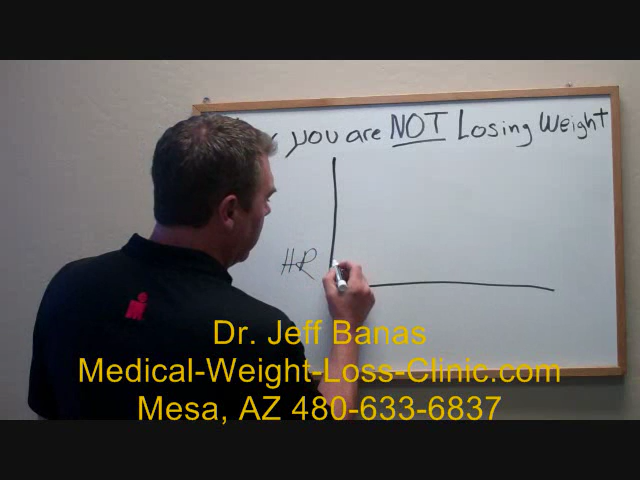 you are NOT Losing Weight
HR
Dr. Jeff Banas
Medical-Weight-Loss-Clinic.com
Mesa, AZ 480-633-6837